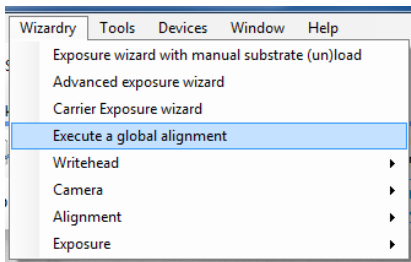 Wizardry Tools Devices Window Help
Exposure wizard with manual substrate (un)load
Advanced exposure wizard
Carrier Exposure wizard
Execute a global alignment
Writehead
Camera
Alignment
Exposure